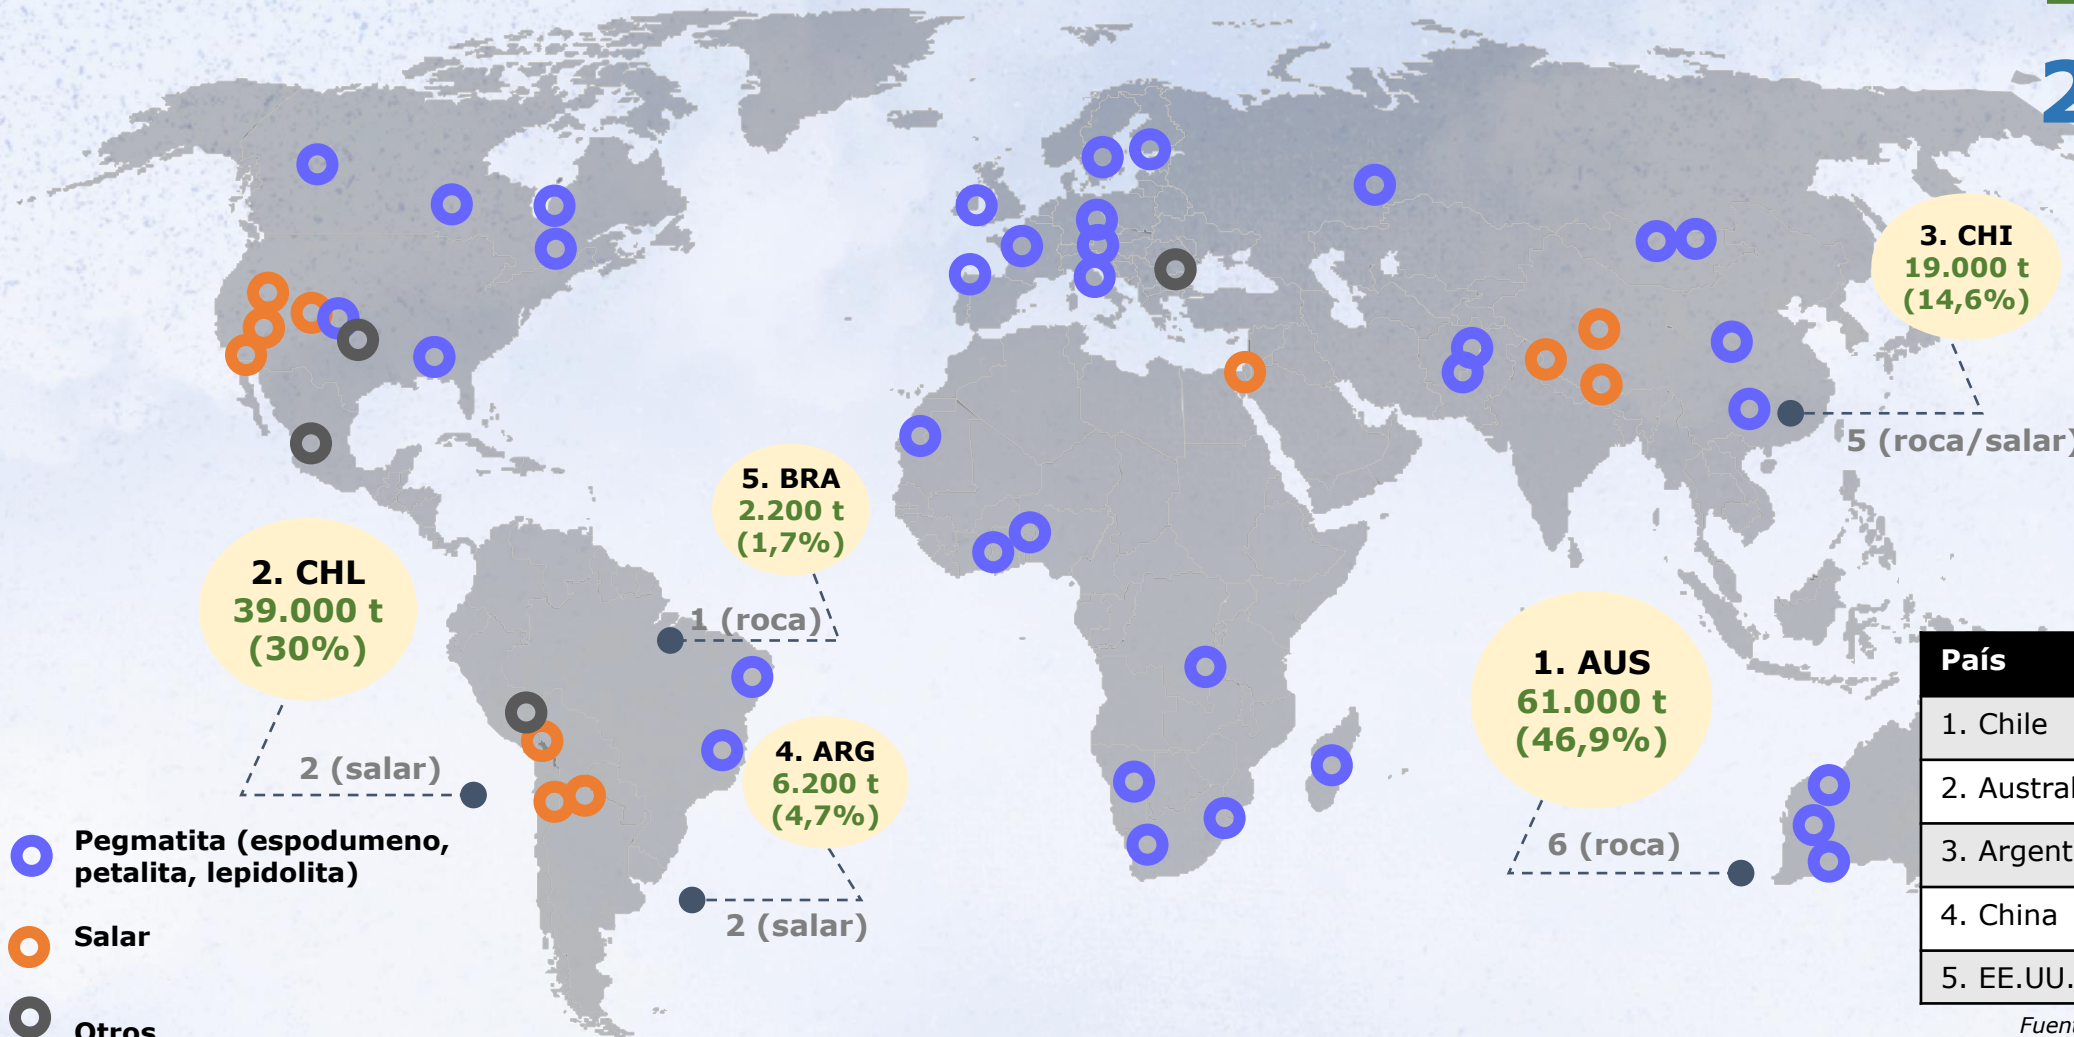 2
3. CHI
19.000 t
(14,6%)
5 (roca/salar)
5. BRA
2.200 t
(1,7%)
1 (roca)
2. CHL
39.000 t
(30%)
2 (salar)
4. ARG
6.200 t
(4,7%)
2 (salar)
1. AUS
61.000 t
(46,9%)
6 (roca)
Pegmatita (espodumeno,
petalita, lepidolita)
Salar
Otros
País
1. Chile
2. Austral
3. Argent
4. China
5. EE.UU.
Fuent